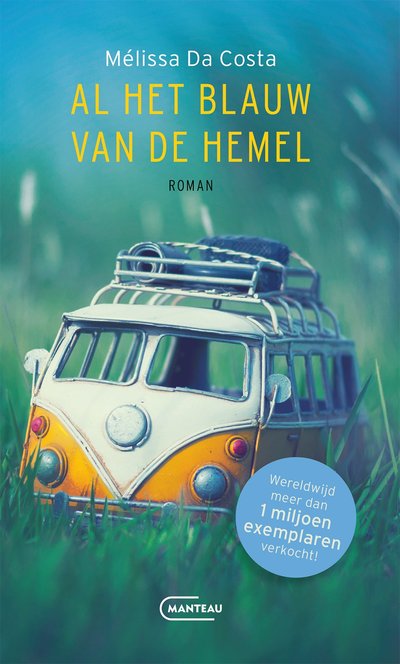 Mélissa Da Costa
AL HET BLAUW
VAN DE HEMEL
ROMAN
Wereldwijd
meer dan
1 miljoen
exemplaren
verkocht!
MANTEAU